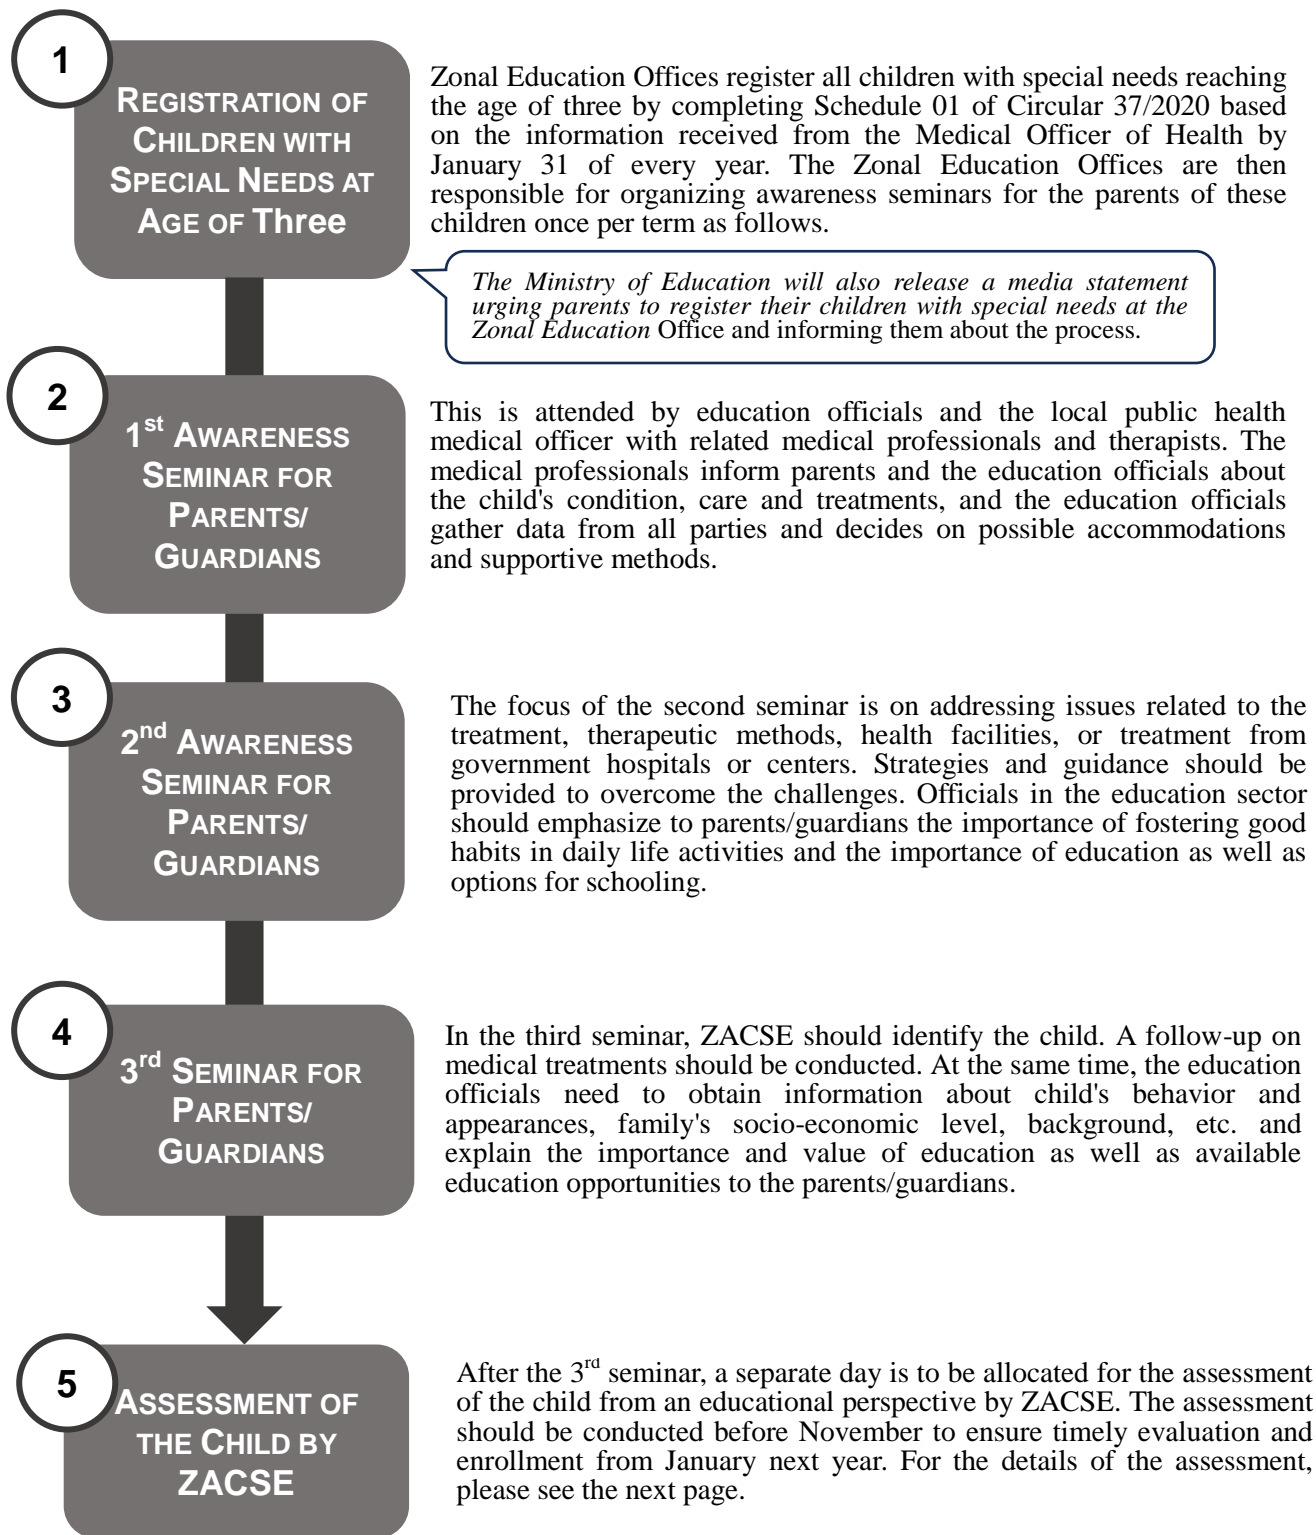 1
REGISTRATION OF
CHILDREN WITH
SPECIAL NEEDS AT
AGE OF Three
Zonal Education Offices register all children with special needs reaching
the age of three by completing Schedule 01 of Circular 37/2020 based
on the information received from the Medical Officer of Health by
January 31 of every year. The Zonal Education Offices are then
responsible for organizing awareness seminars for the parents of these
children once per term as follows.
The Ministry of Education will also release a media statement
urging parents to register their children with special needs at the
Zonal Education Office and informing them about the process.
2
1st AWARENESS
SEMINAR FOR
PARENTS/
GUARDIANS
This is attended by education officials and the local public health
medical officer with related medical professionals and therapists. The
medical professionals inform parents and the education officials about
the child's condition, care and treatments, and the education officials
gather data from all parties and decides on possible accommodations
and supportive methods.
3
2nd AWARENESS
SEMINAR FOR
PARENTS/
GUARDIANS
The focus of the second seminar is on addressing issues related to the
treatment, therapeutic methods, health facilities, or treatment from
government hospitals or centers. Strategies and guidance should be
provided to overcome the challenges. Officials in the education sector
should emphasize to parents/guardians the importance of fostering good
habits in daily life activities and the importance of education as well as
options for schooling.
4
3rd SEMINAR FOR
PARENTS/
GUARDIANS
In the third seminar, ZACSE should identify the child. A follow-up on
medical treatments should be conducted. At the same time, the education
officials need to obtain information about child's behavior and
appearances, family's socio-economic level, background, etc. and
explain the importance and value of education as well as available
education opportunities to the parents/guardians.
5
ASSESSMENT OF
THE CHILD BY
ZACSE
After the 3rd seminar, a separate day is to be allocated for the assessment
of the child from an educational perspective by ZACSE. The assessment
should be conducted before November to ensure timely evaluation and
enrollment from January next year. For the details of the assessment,
please see the next page.